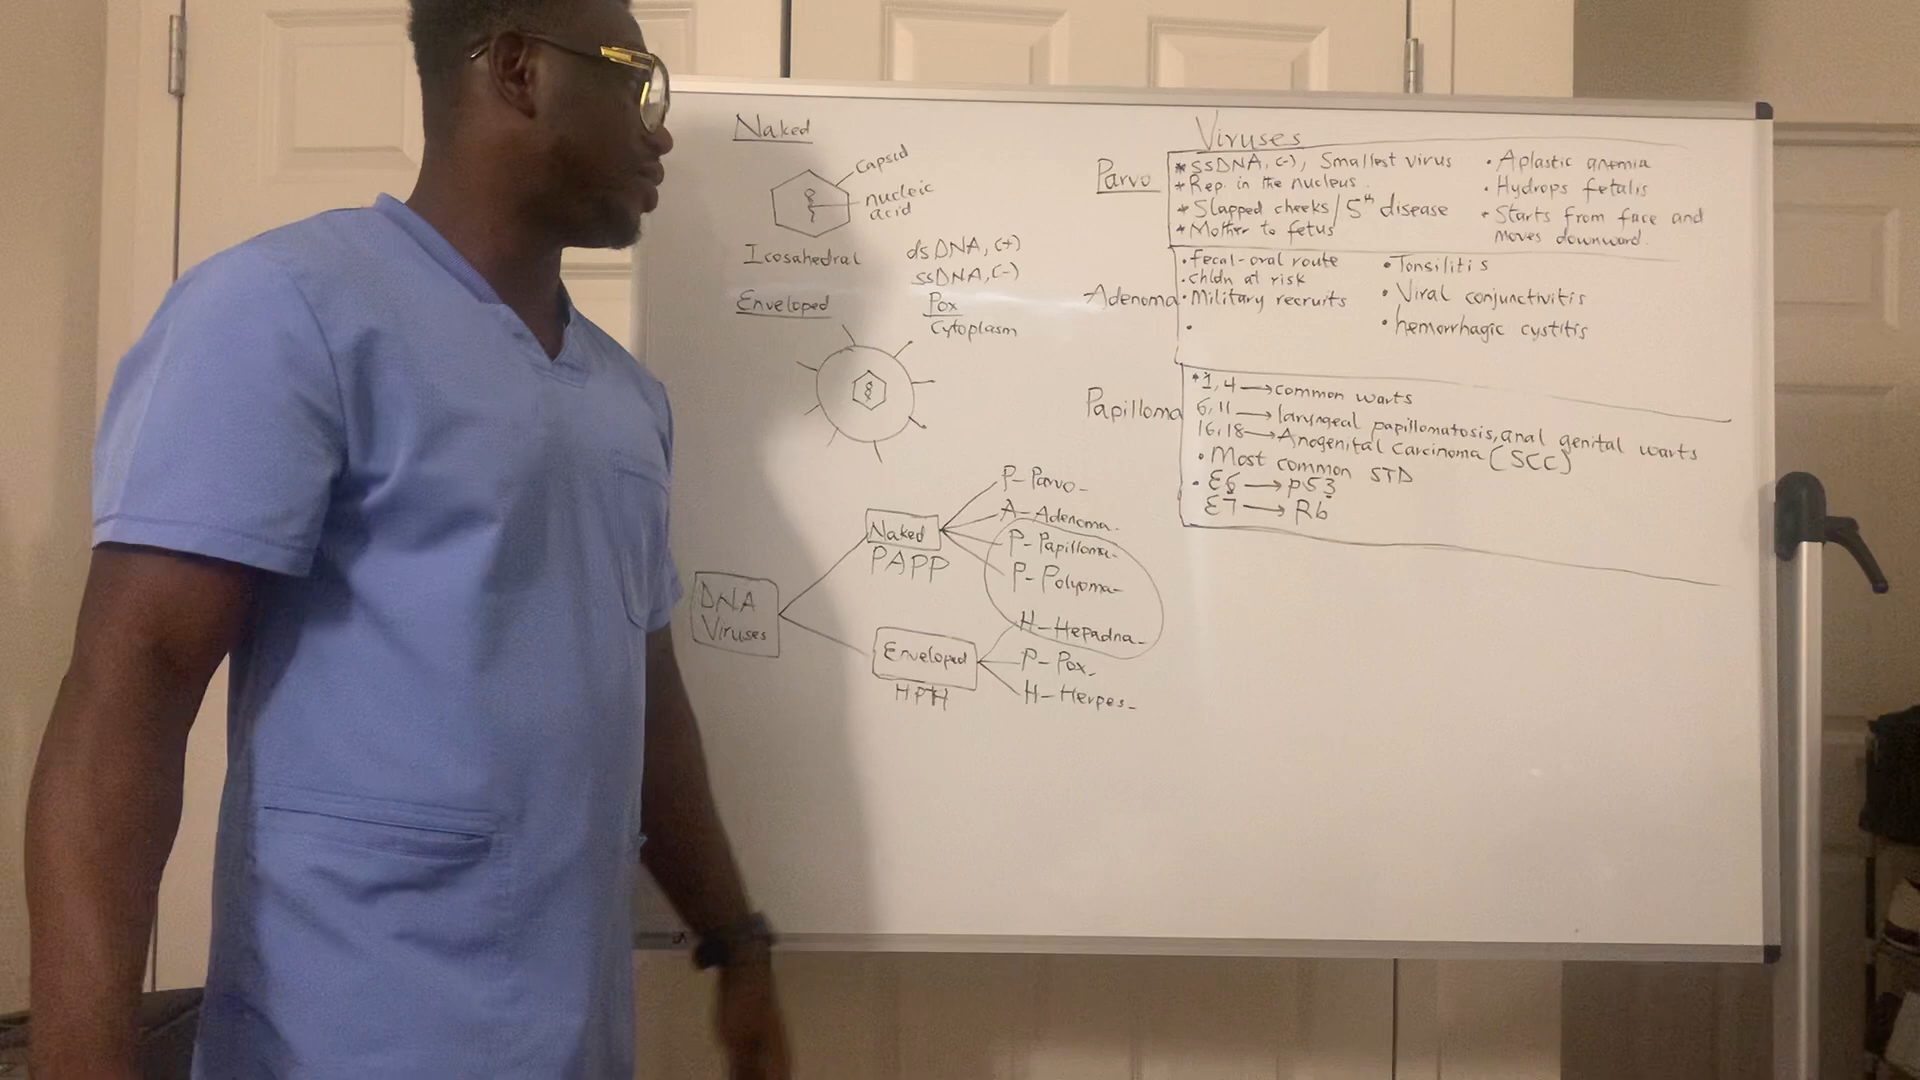 Naked
Capsid
nucleic
acid
Icosahedral
dsDNA, (+)
ssDNA, (-)
Enveloped
Pox
Cytoplasm
DNA
Viruses
Naked
PAPP
P-Parvo-
A-Adenoma-
P-Papilloma-
P-Polyoma-
Enveloped
HPH
H-Hepadna-
P-Pox-
H-Herpes-
Viruses
Parvo
* ssDNA, (-), Smallest virus
* Rep. in the nucleus
* Slapped cheeks/5th disease
* Mother to fetus
• Aplastic anemia
• Hydrops fetalis
• Starts from face and
moves downward.
Adenoma
• fecal-oral route
• chldn at risk
• Military recruits
•
• Tonsilitis
• Viral conjunctivitis
• hemorrhagic cystitis
Papilloma
* 1,4 → common warts
6,11 → laryngeal papillomatosis, anal genital warts
16,18 → Anogenital carcinoma (SCC)
• Most common STD
• E6 → p53
E7 → Rb